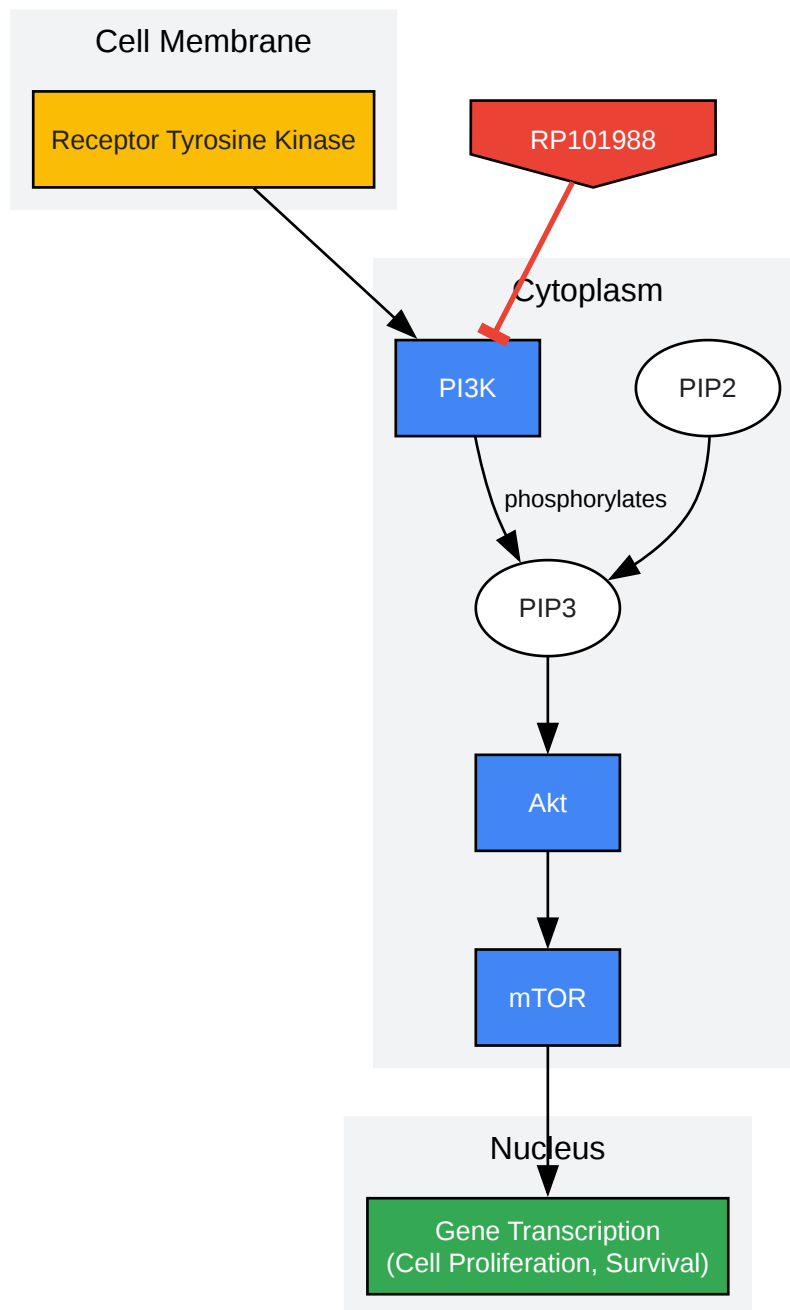 Cell Membrane
Receptor Tyrosine Kinase
RP101988
Cytoplasm
PI3K
PIP2
phosphorylates
PIP3
Akt
mTOR
Nucleus
Gene Transcription
(Cell Proliferation, Survival)